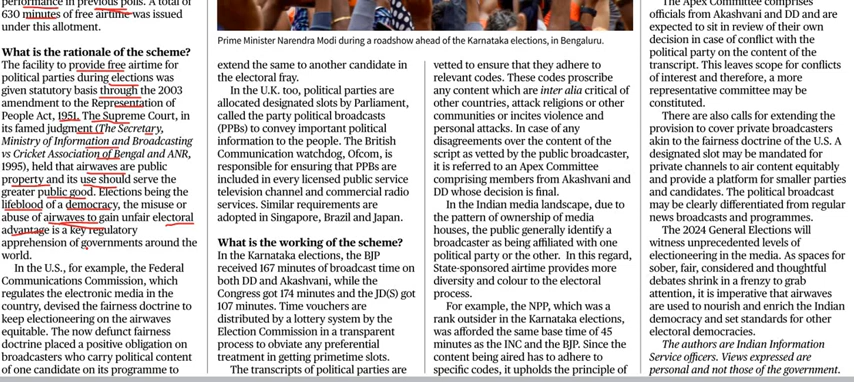 performance in previous polls. A total of
630 minutes of free airtime was issued
under this allotment.
What is the rationale of the scheme?
The facility to provide free airtime for
political parties during elections was
given statutory basis through the 2003
amendment to the Representation of
People Act, 1951. The Supreme Court, in
its famed judgment (The Secretary,
Ministry of Information and Broadcasting
vs Cricket Association of Bengal and ANR,
1995), held that airwaves are public
property and its use should serve the
greater public good. Elections being the
lifeblood of a democracy, the misuse or
abuse of airwaves to gain unfair electoral
advantage is a key regulatory
apprehension of governments around the
world.
In the U.S., for example, the Federal
Communications Commission, which
regulates the electronic media in the
country, devised the fairness doctrine to
keep electioneering on the airwaves
equitable. The now defunct fairness
doctrine placed a positive obligation on
broadcasters who carry political content
of one candidate on its programme to
Prime Minister Narendra Modi during a roadshow ahead of the Karnataka elections, in Bengaluru.
extend the same to another candidate in
the electoral fray.
In the U.K. too, political parties are
allocated designated slots by Parliament,
called the party political broadcasts
(PPBs) to convey important political
information to the people. The British
Communication watchdog, Ofcom, is
responsible for ensuring that PPBs are
included in every licensed public service
television channel and commercial radio
services. Similar requirements are
adopted in Singapore, Brazil and Japan.
What is the working of the scheme?
In the Karnataka elections, the BJP
received 167 minutes of broadcast time on
both DD and Akashvani, while the
Congress got 174 minutes and the JD(S) got
107 minutes. Time vouchers are
distributed by a lottery system by the
Election Commission in a transparent
process to obviate any preferential
treatment in getting primetime slots.
The transcripts of political parties are
vetted to ensure that they adhere to
relevant codes. These codes proscribe
any content which are inter alia critical of
other countries, attack religions or other
communities or incites violence and
personal attacks. In case of any
disagreements over the content of the
script as vetted by the public broadcaster,
it is referred to an Apex Committee
comprising members from Akashvani and
DD whose decision is final.
In the Indian media landscape, due to
the pattern of ownership of media
houses, the public generally identify a
broadcaster as being affiliated with one
political party or the other. In this regard,
State-sponsored airtime provides more
diversity and colour to the electoral
process.
For example, the NPP, which was a
rank outsider in the Karnataka elections,
was afforded the same base time of 45
minutes as the INC and the BJP. Since the
content being aired has to adhere to
specific codes, it upholds the principle of
The Apex Committee comprises
officials from Akashvani and DD and are
expected to sit in review of their own
decision in case of conflict with the
political party on the content of the
transcript. This leaves scope for conflicts
of interest and therefore, a more
representative committee may be
constituted.
There are also calls for extending the
provision to cover private broadcasters
akin to the fairness doctrine of the U.S. A
designated slot may be mandated for
private channels to air content equitably
and provide a platform for smaller parties
and candidates. The political broadcast
may be clearly differentiated from regular
news broadcasts and programmes.
The 2024 General Elections will
witness unprecedented levels of
electioneering in the media. As spaces for
sober, fair, considered and thoughtful
debates shrink in a frenzy to grab
attention, it is imperative that airwaves
are used to nourish and enrich the Indian
democracy and set standards for other
electoral democracies.
The authors are Indian Information
Service officers. Views expressed are
personal and not those of the government.